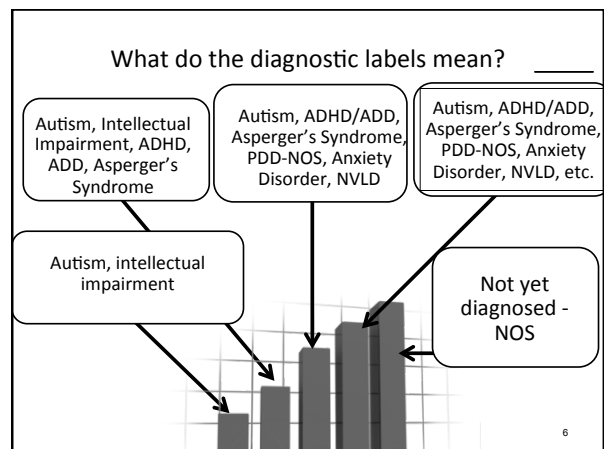 What do the diagnostic labels mean?
Autism, Intellectual
Impairment, ADHD,
ADD, Asperger's
Syndrome
Autism, ADHD/ADD,
Asperger's Syndrome,
PDD-NOS, Anxiety
Disorder, NVLD
Autism, ADHD/ADD,
Asperger's Syndrome,
PDD-NOS, Anxiety
Disorder, NVLD, etc.
Autism, intellectual
impairment
Not yet
diagnosed -
NOS
6